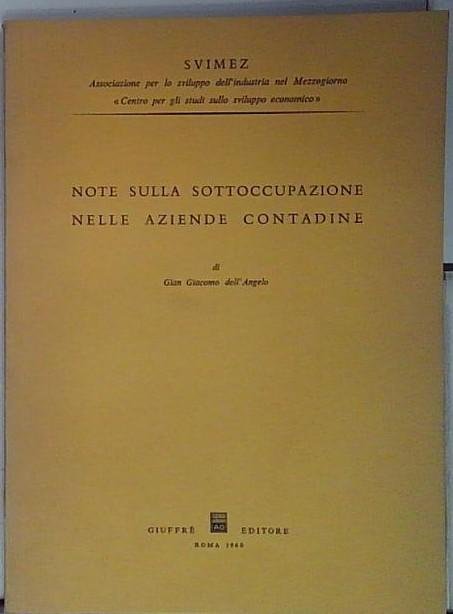 SVIMEZ
Associazione per lo sviluppo dell'industria nel Mezzogiorno
« Centro per gli studi sullo sviluppo economico »
NOTE SULLA SOTTOCCUPAZIONE
NELLE AZIENDE CONTADINE
di
Gian Giacomo dell'Angelo
GIUFFRÈ EDITORE
ROMA 1960